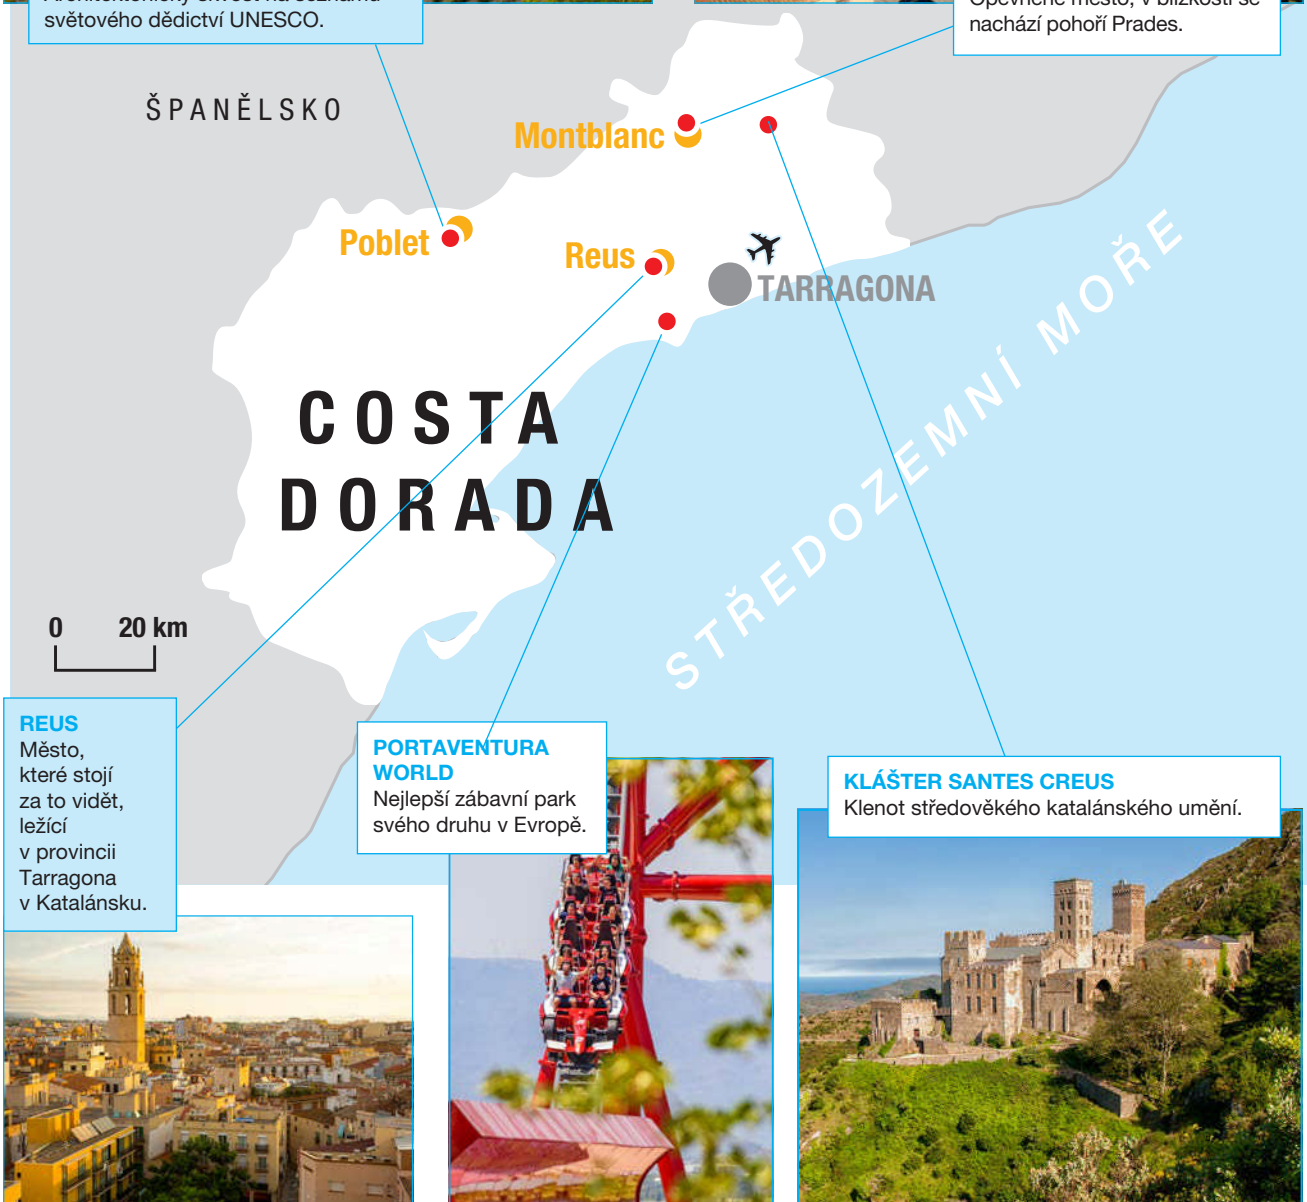 světového dědictví UNESCO.
nachází pohoří Prades.
ŠPANĚLSKO
Montblanc
Poblet
Reus
TARRAGONA
COSTA
DORADA
STŘEDOZEMNÍ MOŘE
0 20 km
REUS
Město,
které stojí
za to vidět,
ležící
v provincii
Tarragona
v Katalánsku.
PORTAVENTURA
WORLD
Nejlepší zábavní park
svého druhu v Evropě.
KLÁŠTER SANTES CREUS
Klenot středověkého katalánského umění.